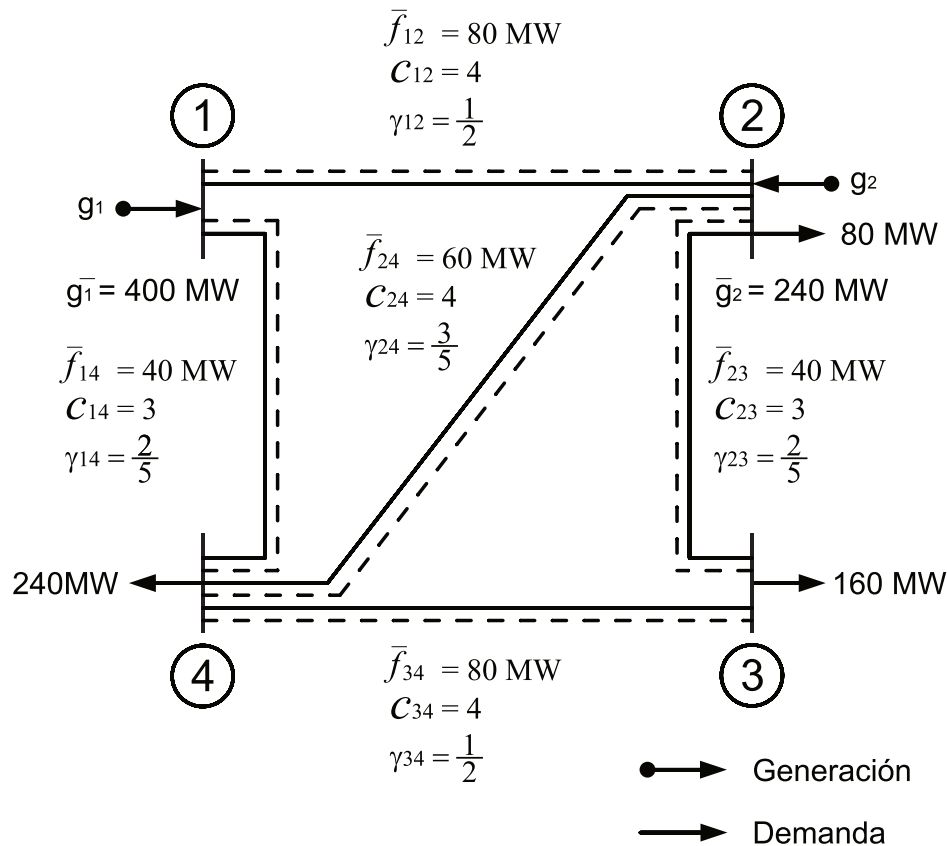 f̄12 = 80 MW
c12 = 4
γ12 = 1/2
1
2
g1
g2
80 MW
ḡ1 = 400 MW
f̄24 = 60 MW
c24 = 4
γ24 = 3/5
ḡ2 = 240 MW
f̄14 = 40 MW
c14 = 3
γ14 = 2/5
f̄23 = 40 MW
c23 = 3
γ23 = 2/5
240MW
160 MW
4
3
f̄34 = 80 MW
c34 = 4
γ34 = 1/2
Generación
Demanda